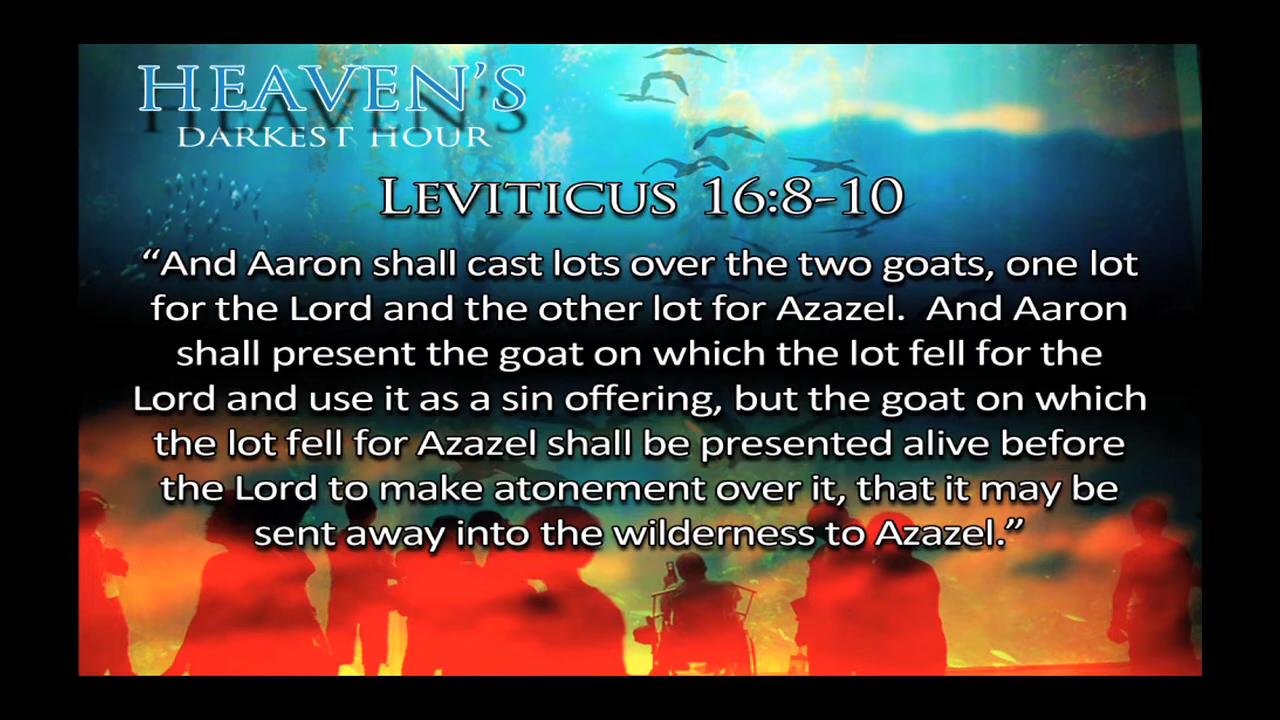 HEAVEN'S
DARKEST HOUR
LEVITICUS 16:8-10
“And Aaron shall cast lots over the two goats, one lot
for the Lord and the other lot for Azazel.  And Aaron
shall present the goat on which the lot fell for the
Lord and use it as a sin offering, but the goat on which
the lot fell for Azazel shall be presented alive before
the Lord to make atonement over it, that it may be
sent away into the wilderness to Azazel.”